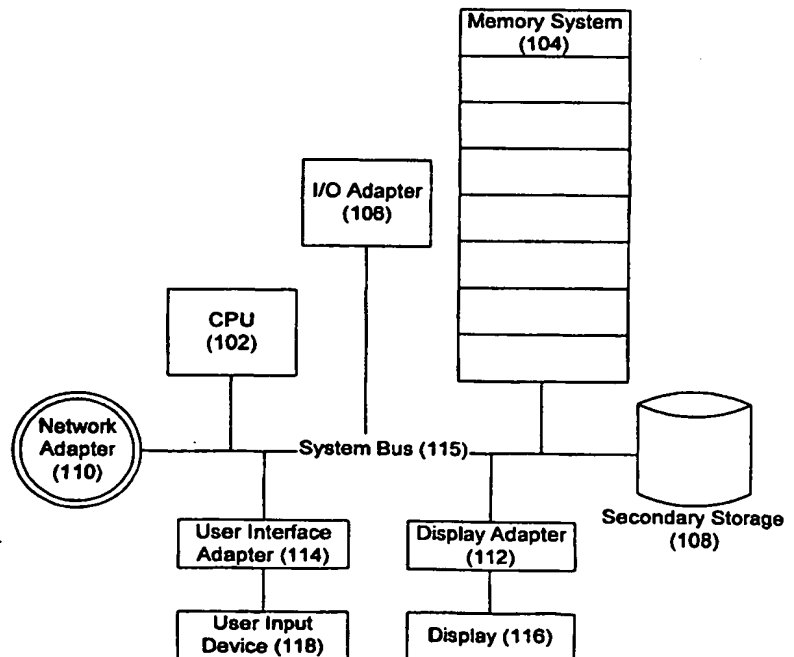 Memory System
(104)
I/O Adapter
(106)
CPU
(102)
Network
Adapter
(110)
System Bus (115)
Secondary Storage
(108)
User Interface
Adapter (114)
Display Adapter
(112)
User Input
Device (118)
Display (116)